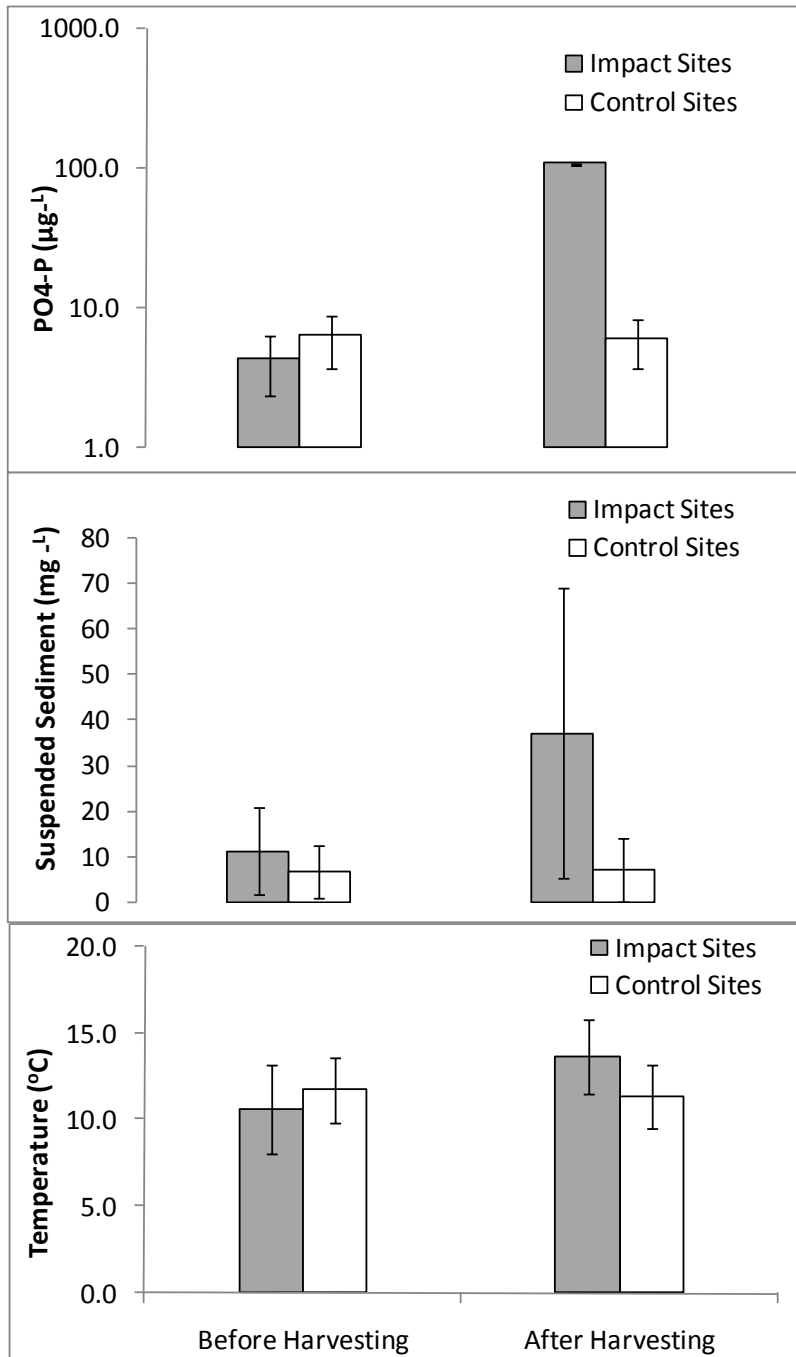 1000.0
Impact Sites
Control Sites
100.0
10.0
1.0
PO4-P (µg-ᴸ)
Impact Sites
Control Sites
80
70
60
50
40
30
20
10
0
Suspended Sediment (mg -ᴸ)
20.0
Impact Sites
Control Sites
15.0
10.0
5.0
0.0
Temperature (ºC)
Before Harvesting After Harvesting